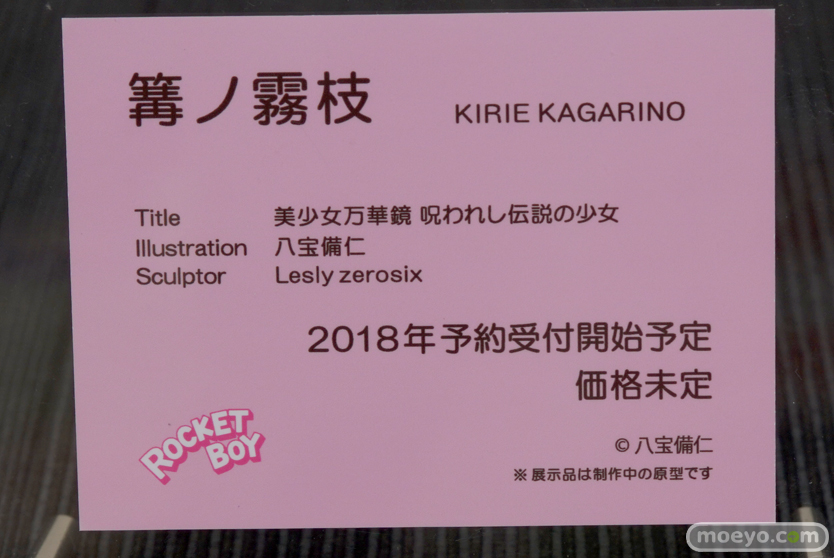 篝ノ霧枝 KIRIE KAGARINO
Title 美少女万華鏡 呪われし伝説の少女
Illustration 八宝備仁
Sculptor Lesly zerosix
2018年予約受付開始予定
価格未定
ROCKET
BOY
© 八宝備仁
※ 展示品は制作中の原型です
moeyo.com